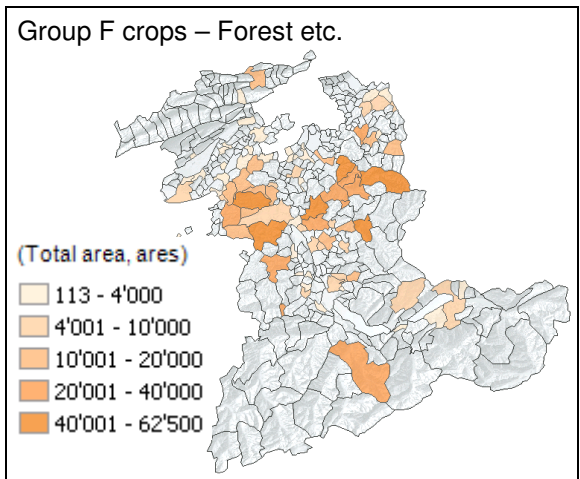 Group F crops – Forest etc.
(Total area, ares)
113 - 4'000
4'001 - 10'000
10'001 - 20'000
20'001 - 40'000
40'001 - 62'500